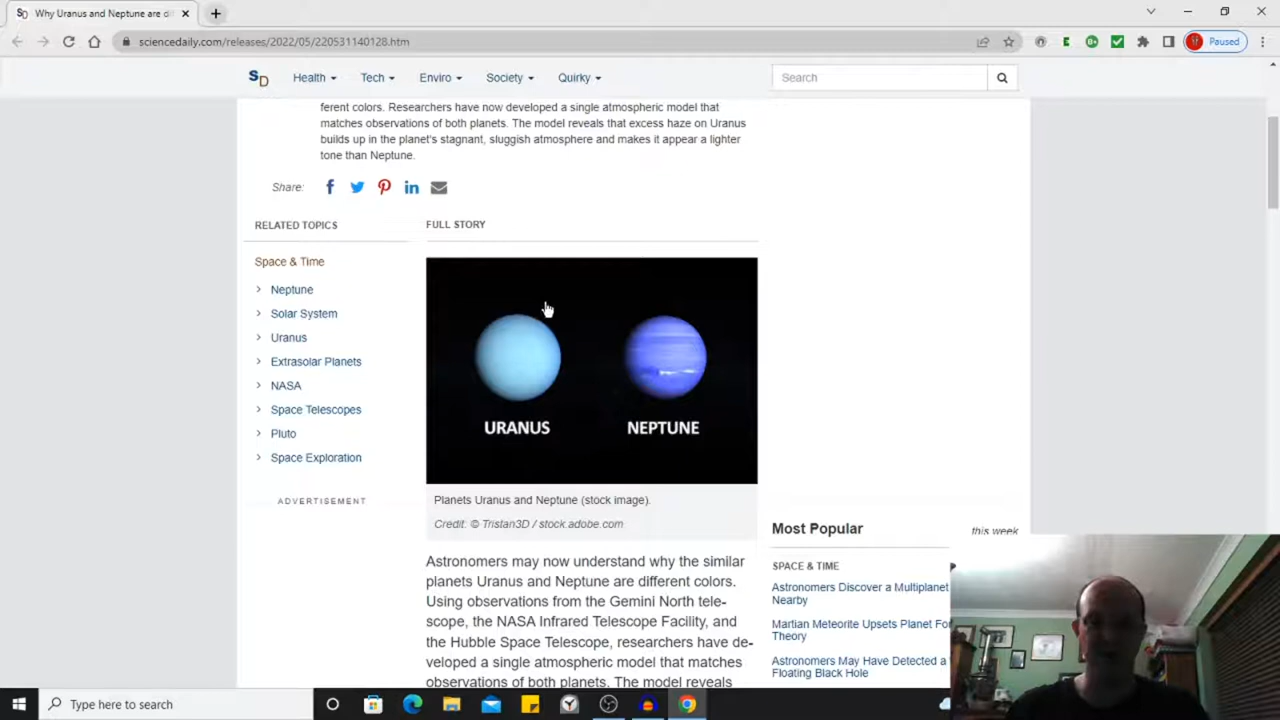 Why Uranus and Neptune are di
sciencedaily.com/releases/2022/05/220531140128.htm
Paused
SD
Health
Tech
Enviro
Society
Quirky
Search
ferent colors. Researchers have now developed a single atmospheric model that
matches observations of both planets. The model reveals that excess haze on Uranus
builds up in the planet's stagnant, sluggish atmosphere and makes it appear a lighter
tone than Neptune.
Share:
RELATED TOPICS
Space & Time
Neptune
Solar System
Uranus
Extrasolar Planets
NASA
Space Telescopes
Pluto
Space Exploration
ADVERTISEMENT
FULL STORY
URANUS
NEPTUNE
Planets Uranus and Neptune (stock image).
Credit: © Tristan3D / stock.adobe.com
Astronomers may now understand why the similar
planets Uranus and Neptune are different colors.
Using observations from the Gemini North tele-
scope, the NASA Infrared Telescope Facility, and
the Hubble Space Telescope, researchers have de-
veloped a single atmospheric model that matches
observations of both planets. The model reveals
Most Popular
this week
SPACE & TIME
Astronomers Discover a Multiplanet
Nearby
Martian Meteorite Upsets Planet For
Theory
Astronomers May Have Detected a
Floating Black Hole
Type here to search